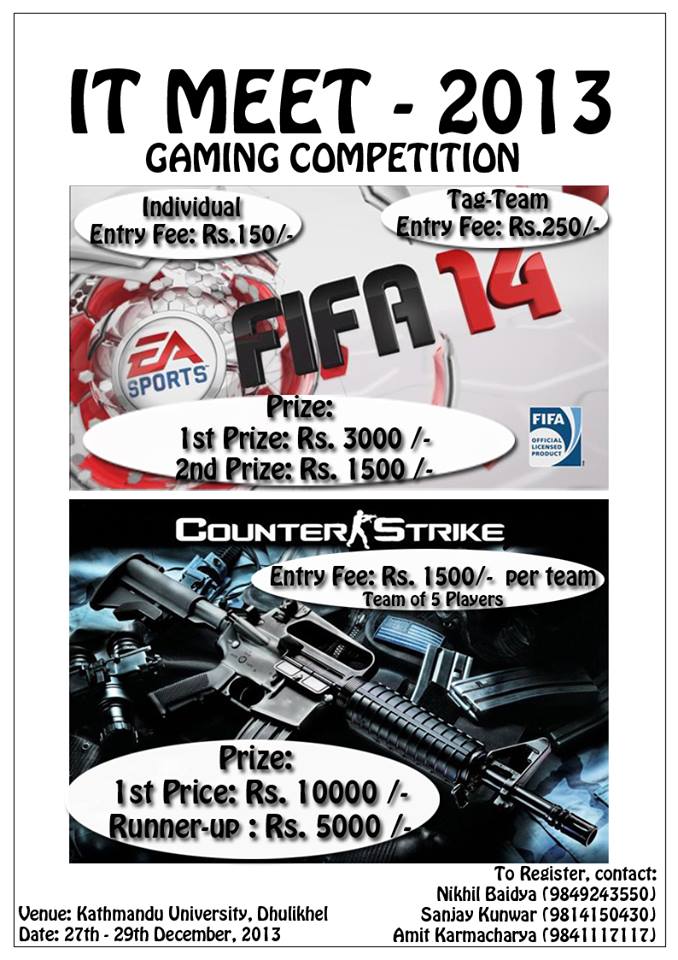 IT MEET - 2013
GAMING COMPETITION
Individual
Entry Fee: Rs.150/-
Tag-Team
Entry Fee: Rs.250/-
FIFA 14
EA
SPORTS™
Prize:
1st Prize: Rs. 3000 /-
2nd Prize: Rs. 1500 /-
FIFA
OFFICIAL
LICENSED
PRODUCT
COUNTER STRIKE
Entry Fee: Rs. 1500/- per team
Team of 5 Players
Prize:
1st Price: Rs. 10000 /-
Runner-up : Rs. 5000 /-
To Register, contact:
Nikhil Baidya (9849243550)
Sanjay Kunwar (9814150430)
Amit Karmacharya (9841117117)
Venue: Kathmandu University, Dhulikhel
Date: 27th - 29th December, 2013